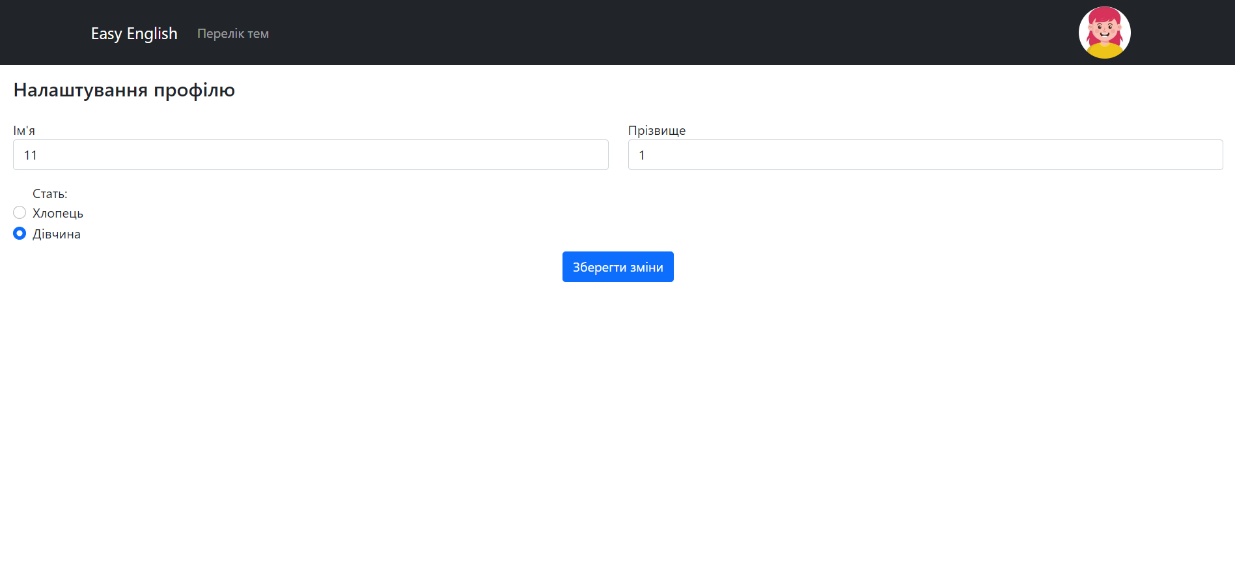 Easy English Перелік тем
Налаштування профілю
Ім'я Прізвище
11 1
Стать:
Хлопець
Дівчина
Зберегти зміни